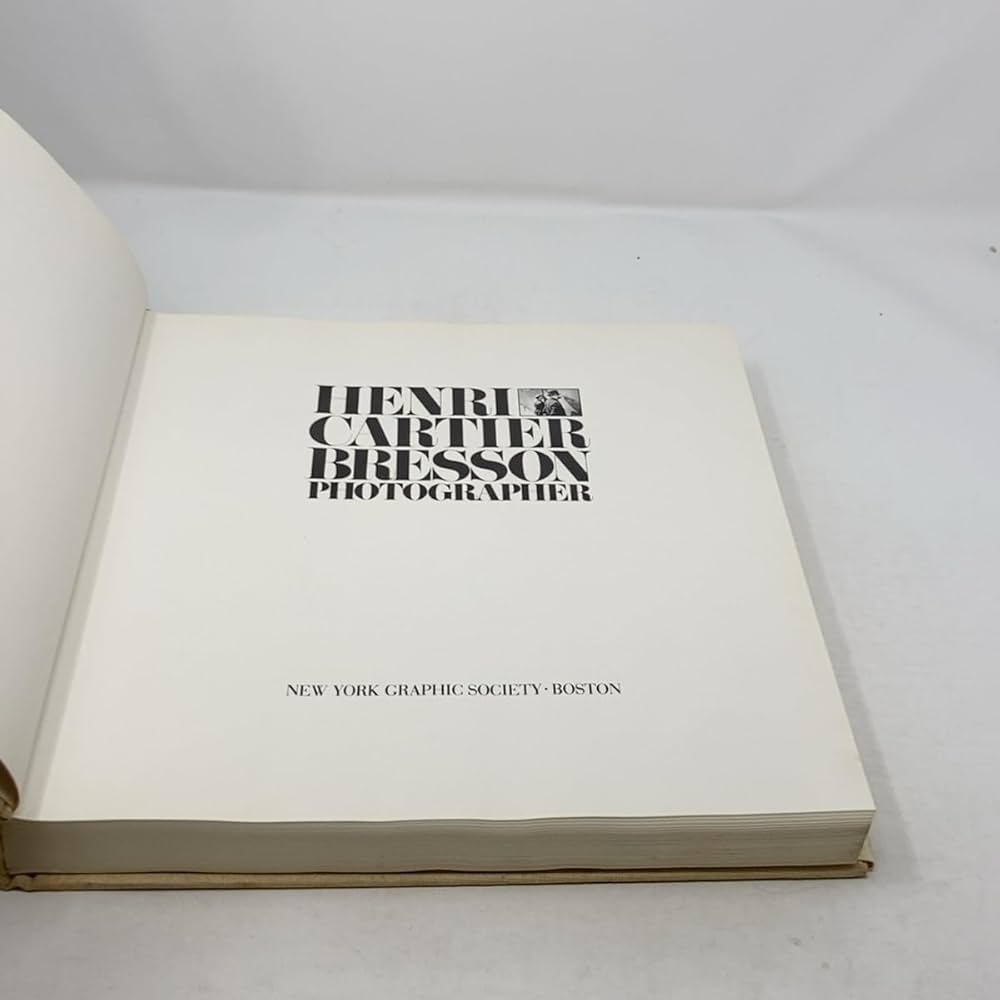 HENRI
CARTIER
BRESSON
PHOTOGRAPHER
NEW YORK GRAPHIC SOCIETY · BOSTON